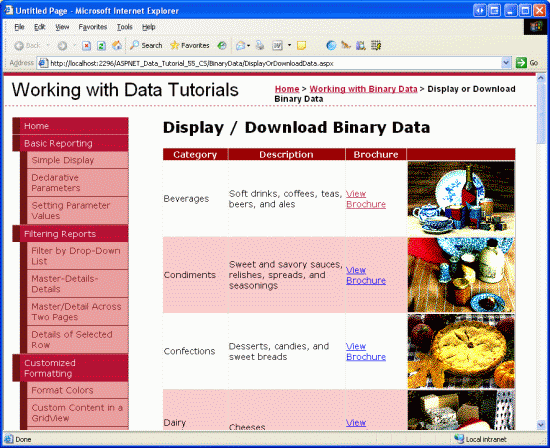 Untitled Page - Microsoft Internet Explorer
File Edit View Favorites Tools Help
Back Search Favorites
Address http://localhost:2296/ASPNET_Data_Tutorial_55_CS/BinaryData/DisplayOrDownloadData.aspx Go
Working with Data Tutorials
Home > Working with Binary Data > Display or Download
Binary Data
Home
Basic Reporting
Simple Display
Declarative
Parameters
Setting Parameter
Values
Filtering Reports
Filter by Drop-Down
List
Master-Details-
Details
Master/Detail Across
Two Pages
Details of Selected
Row
Customized
Formatting
Format Colors
Custom Content in a
GridView
Display / Download Binary Data
Category Description Brochure
Beverages
Soft drinks, coffees, teas,
beers, and ales
View
Brochure
Condiments
Sweet and savory sauces,
relishes, spreads, and
seasonings
View
Brochure
Confections
Desserts, candies, and
sweet breads
View
Brochure
Dairy
Cheeses
View
Done
Local intranet